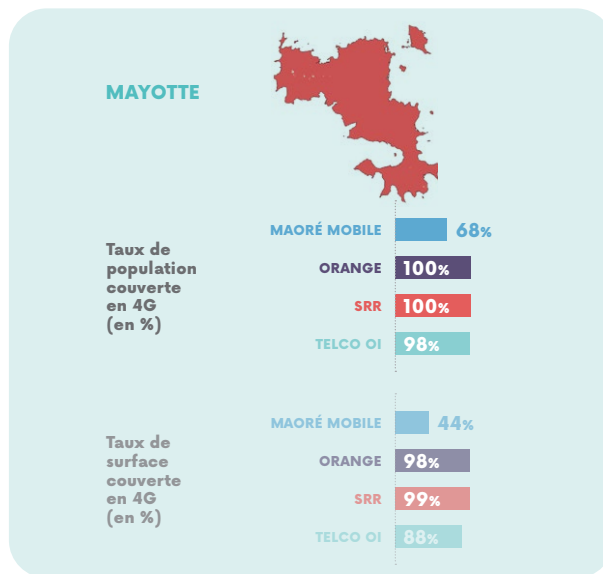 MAYOTTE
Taux de
population
couverte
en 4G
(en %)
MAORÉ MOBILE 68%
ORANGE 100%
SRR 100%
TELCO OI 98%
Taux de
surface
couverte
en 4G
(en %)
MAORÉ MOBILE 44%
ORANGE 98%
SRR 99%
TELCO OI 88%